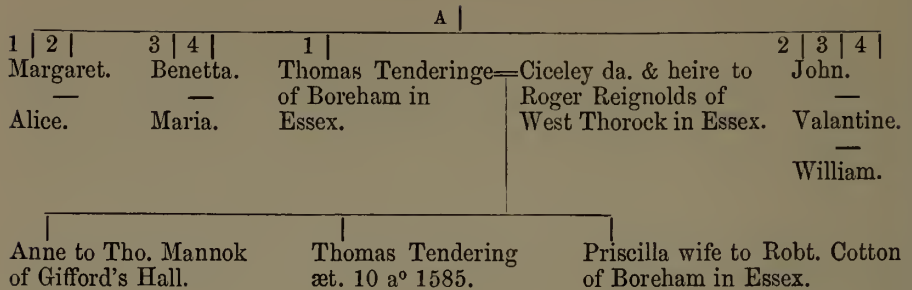 A
1 2 3 4 1 2 3 4
Margaret. Benetta. Thomas Tenderinge=Ciceley da. & heire to John.
— — of Boreham in Roger Reignolds of —
Alice. Maria. Essex. West Thorock in Essex. Valantine.
—
William.
Anne to Tho. Mannok Thomas Tendering Priscilla wife to Robt. Cotton
of Gifford's Hall. æt. 10 aº 1585. of Boreham in Essex.